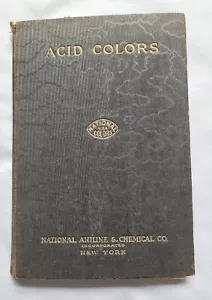 ACID COLORS
NATIONAL
U.S.A.
COLORS
NATIONAL ANILINE & CHEMICAL CO.
INCORPORATED
NEW YORK